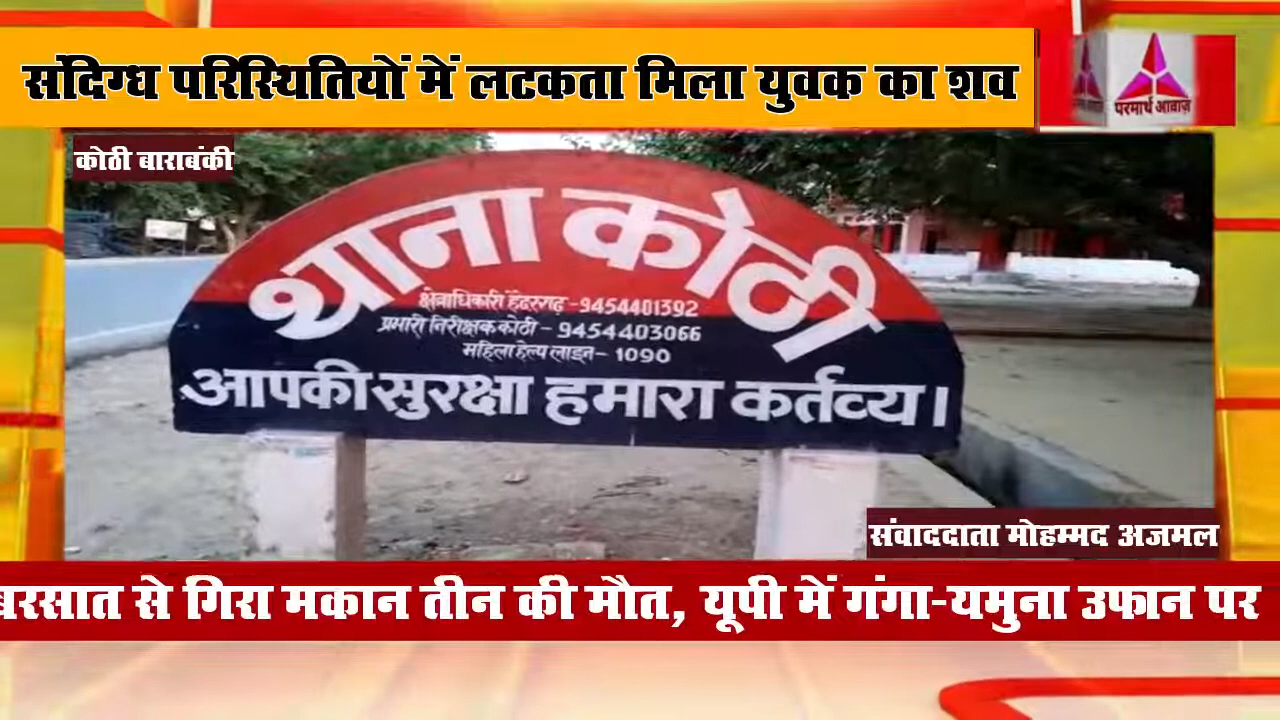 संदिग्ध परिस्थितियों में लटकता मिला युवक का शव
परमार्थ आवाज़
कोठी बाराबंकी
थाना कोठी
क्षेत्राधिकारी हैदरगढ़ -9454401392
प्रभारी निरीक्षक कोठी - 9454403066
महिला हेल्प लाइन- 1090
आपकी सुरक्षा हमारा कर्तव्य।
संवाददाता मोहम्मद अजमल
बरसात से गिरा मकान तीन की मौत, यूपी में गंगा-यमुना उफान पर